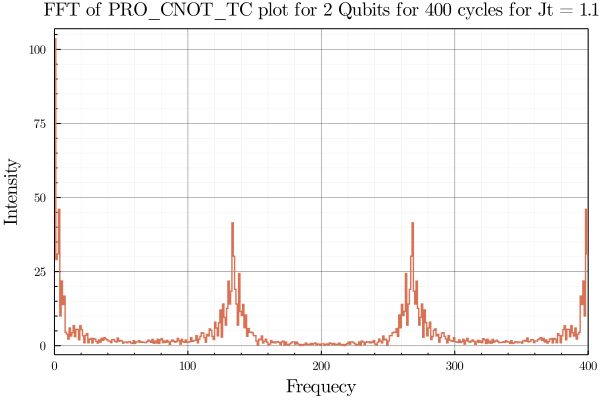 FFT of PRO_CNOT_TC plot for 2 Qubits for 400 cycles for Jt = 1.1
100
75
50
25
0
Intensity
0 100 200 300 400
Frequecy